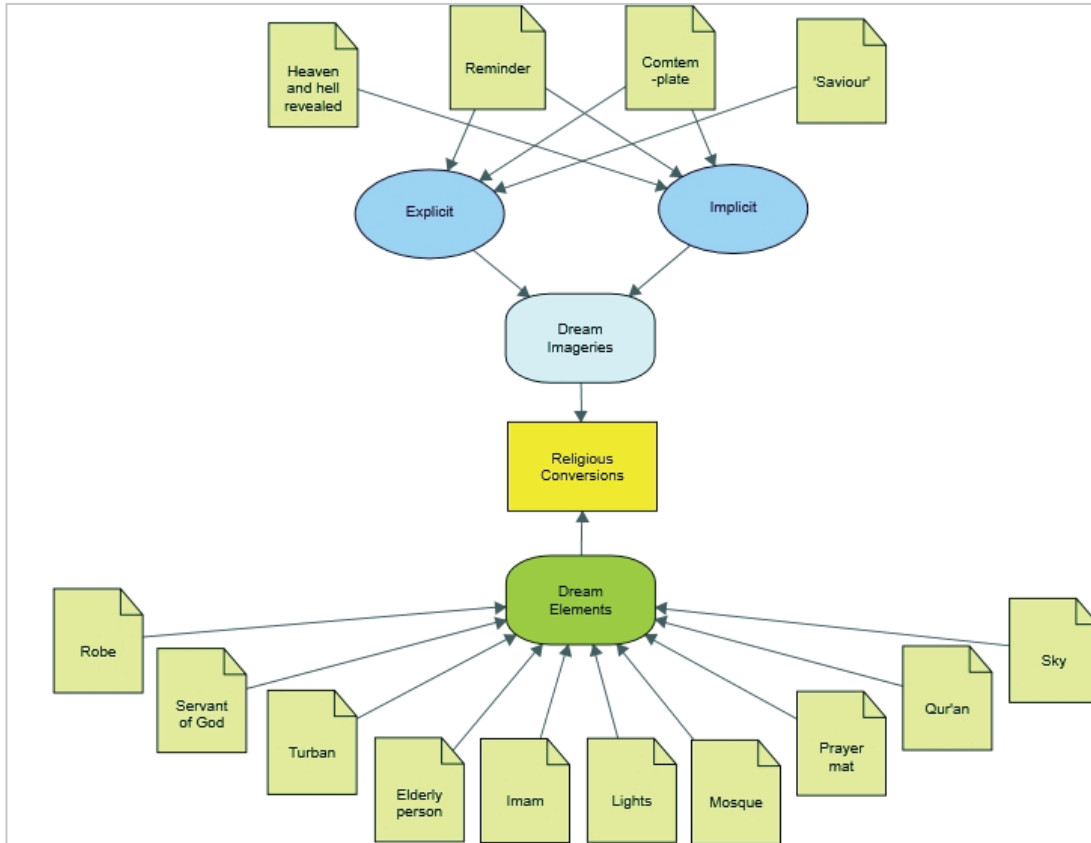 Heaven
and hell
revealed
Reminder
Comtem
-plate
'Saviour'
Explicit
Implicit
Dream
Imageries
Religious
Conversions
Dream
Elements
Robe
Servant
of God
Turban
Elderly
person
Imam
Lights
Mosque
Prayer
mat
Qur'an
Sky